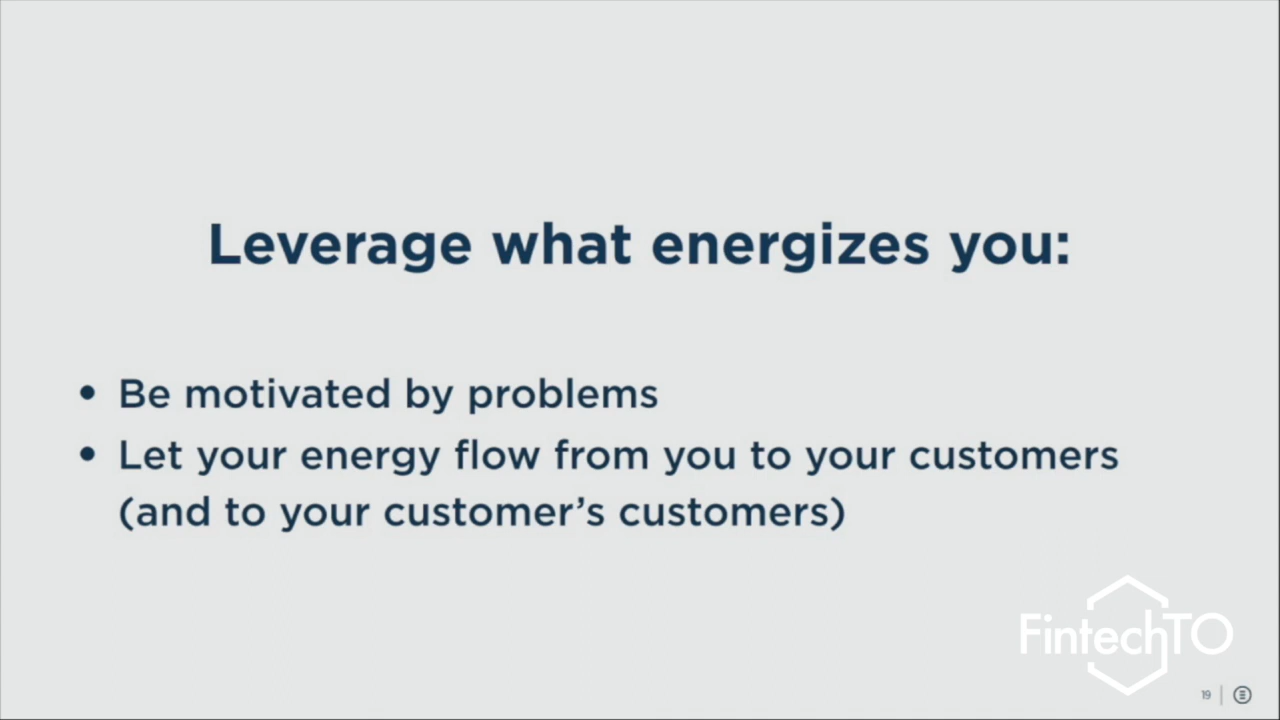 Leverage what energizes you:
• Be motivated by problems
• Let your energy flow from you to your customers
(and to your customer’s customers)
FintechTO
19